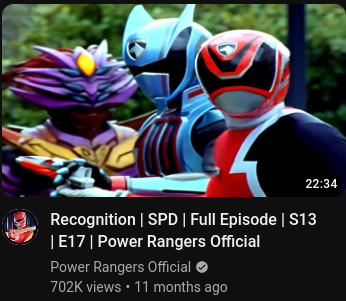 22:34
Recognition | SPD | Full Episode | S13
| E17 | Power Rangers Official
Power Rangers Official
702K views • 11 months ago